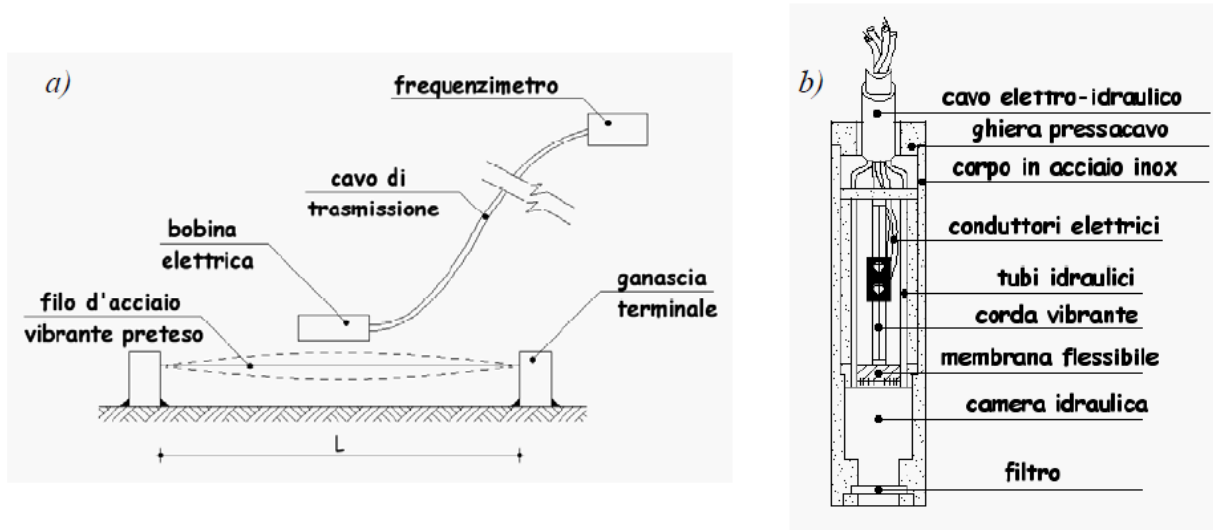 a)
frequenzimetro
cavo di
trasmissione
bobina
elettrica
ganascia
terminale
filo d'acciaio
vibrante preteso
L
b)
cavo elettro-idraulico
ghiera pressacavo
corpo in acciaio inox
conduttori elettrici
tubi idraulici
corda vibrante
membrana flessibile
camera idraulica
filtro